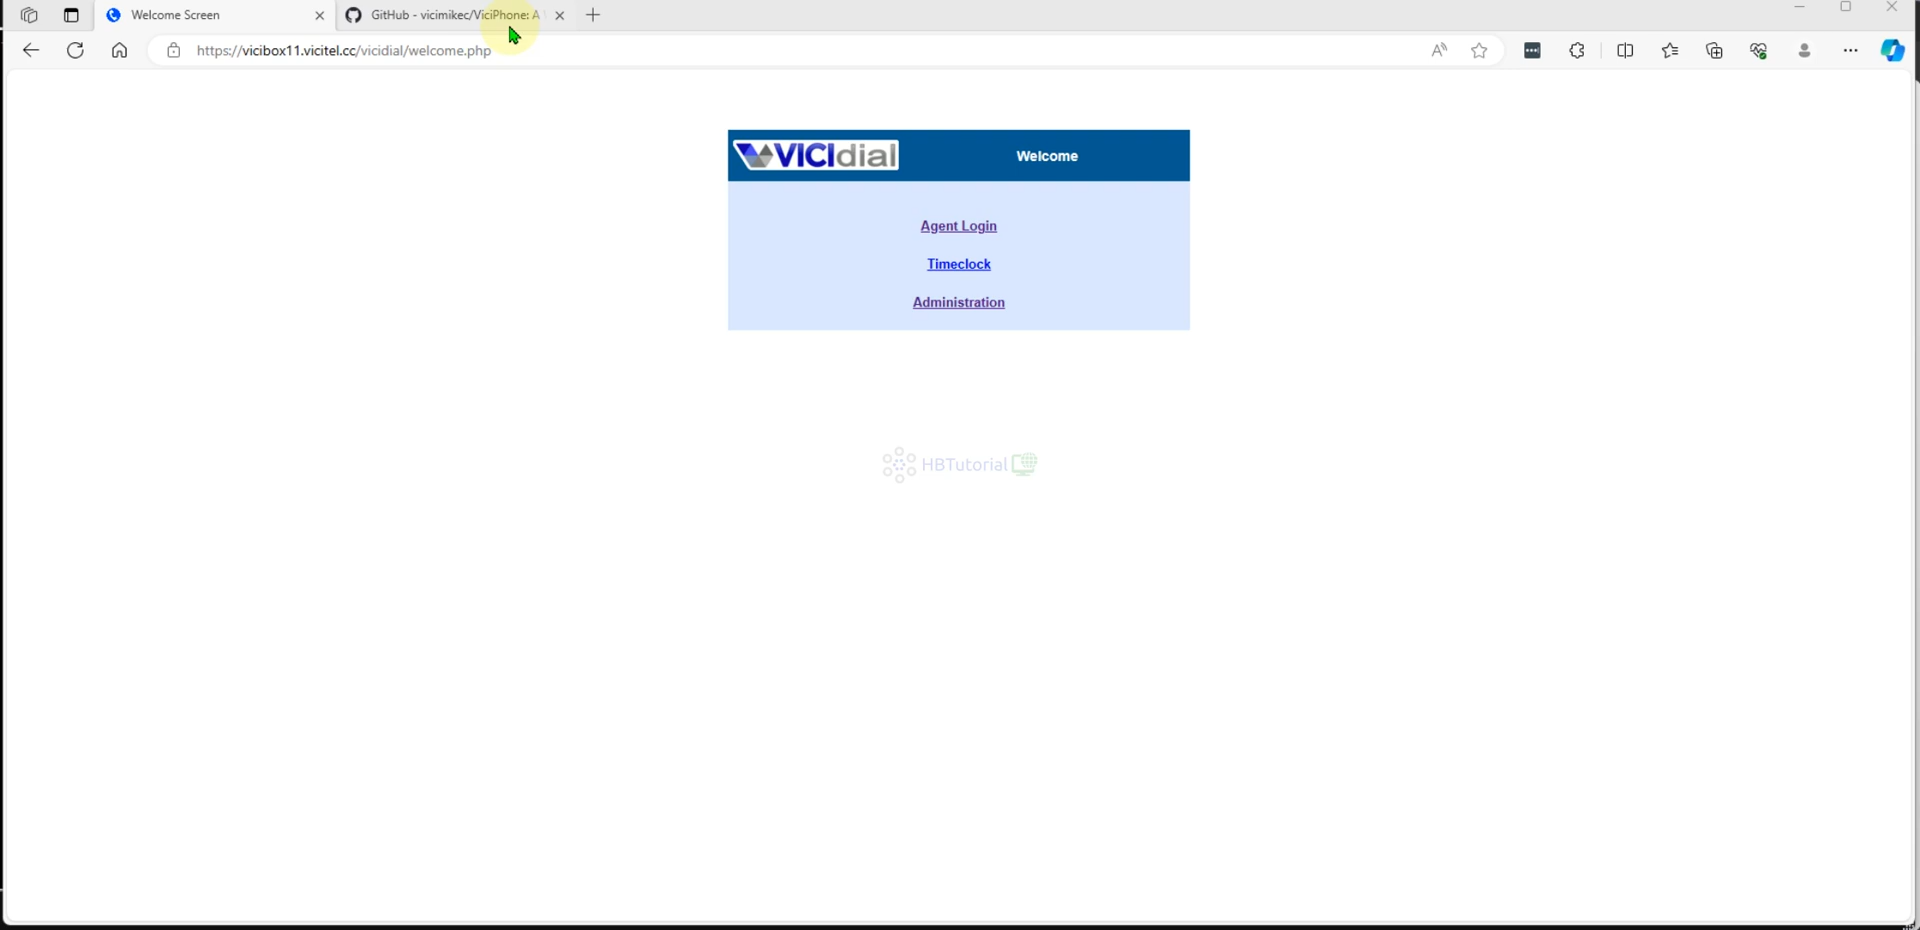 Welcome Screen
GitHub - vicimikec/ViciPhone: A
https://vicibox11.vicitel.cc/vicidial/welcome.php
VICIdial
Welcome
Agent Login
Timeclock
Administration
HBTutorial